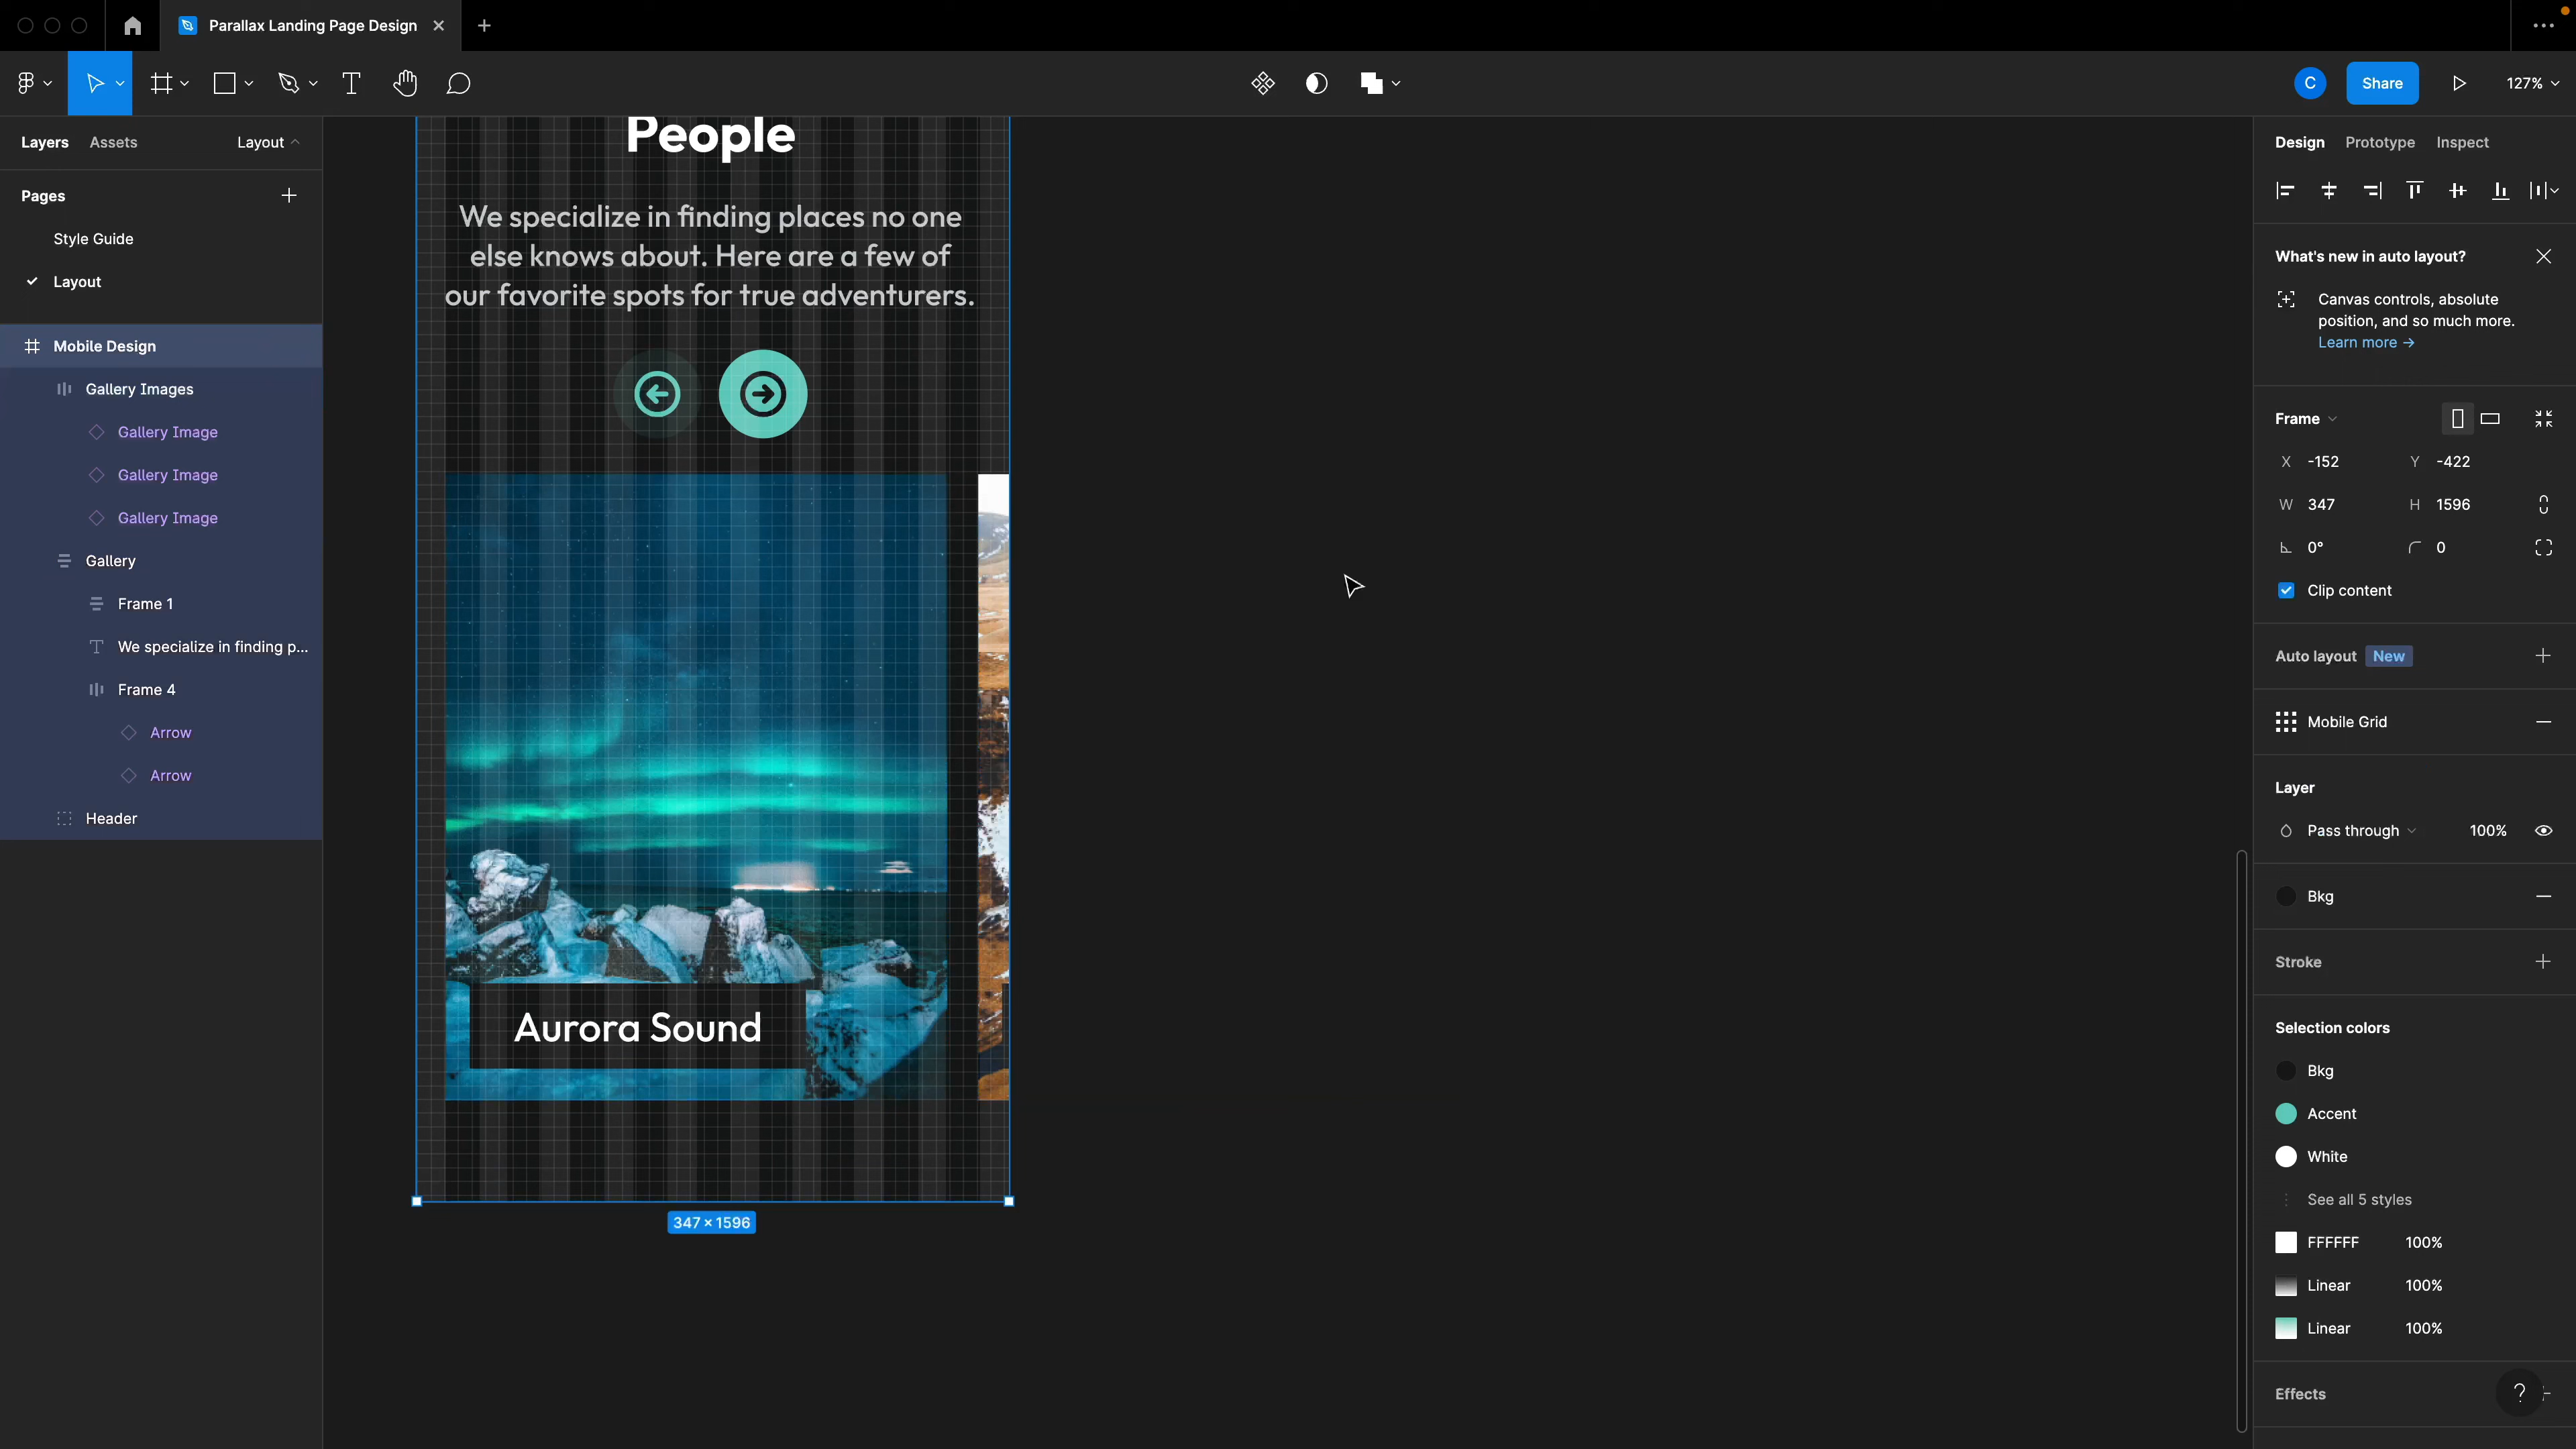 Parallax Landing Page Design
C
Share
127%
Layers
Assets
Layout
Pages
Style Guide
Layout
Mobile Design
Gallery Images
Gallery Image
Gallery Image
Gallery Image
Gallery
Frame 1
We specialize in finding p...
Frame 4
Arrow
Arrow
Header
People
We specialize in finding places no one
else knows about. Here are a few of
our favorite spots for true adventurers.
Aurora Sound
347 × 1596
Design
Prototype
Inspect
What's new in auto layout?
Canvas controls, absolute
position, and so much more.
Learn more →
Frame
X -152
Y -422
W 347
H 1596
0°
0
Clip content
Auto layout New
Mobile Grid
Layer
Pass through
100%
Bkg
Stroke
Selection colors
Bkg
Accent
White
See all 5 styles
FFFFFF 100%
Linear 100%
Linear 100%
Effects
?